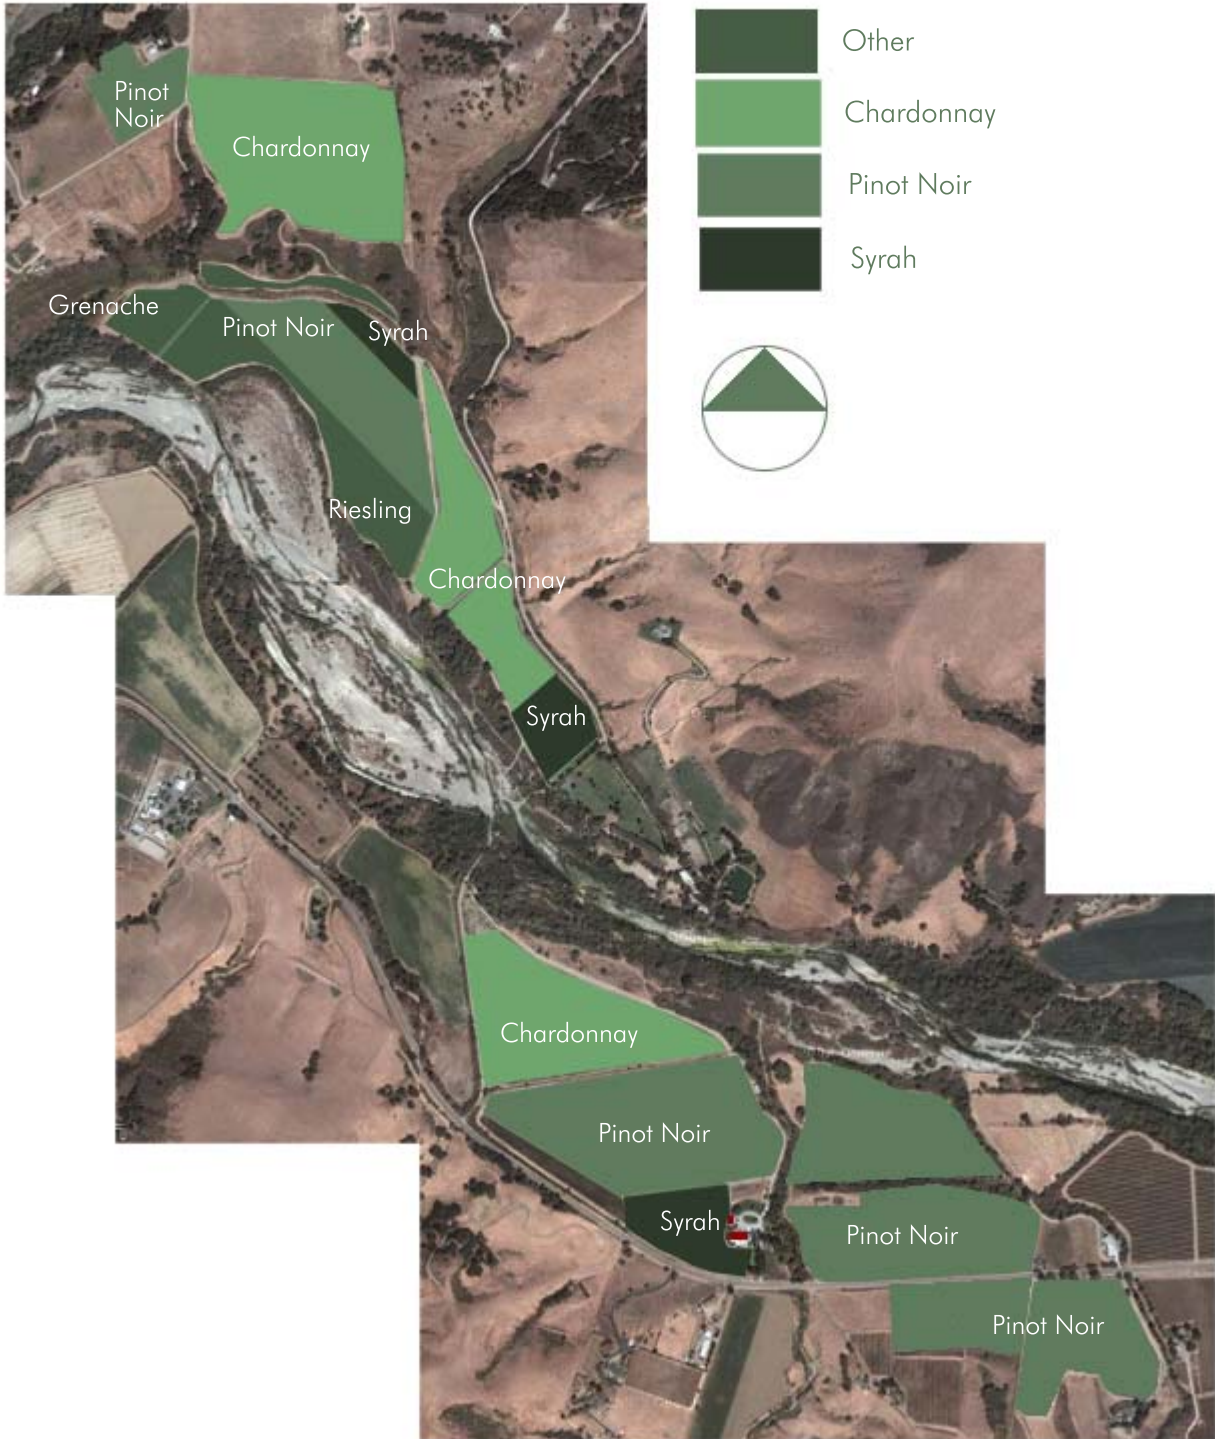 Other
Chardonnay
Pinot Noir
Syrah
Pinot
Noir
Chardonnay
Grenache
Pinot Noir
Syrah
Riesling
Chardonnay
Syrah
Chardonnay
Pinot Noir
Syrah
Pinot Noir
Pinot Noir